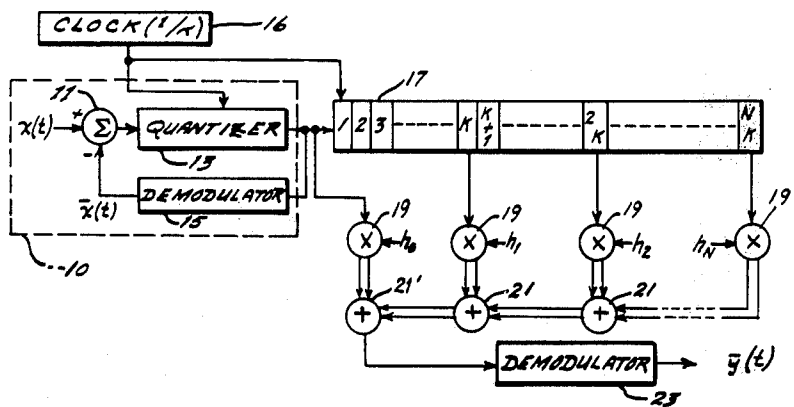 CLOCK (1/τ)
16
11
17
+
Σ
x(t)
-
QUANTIZER
13
x̄(t)
DEMODULATOR
15
10
1 2 3 K K+1 2K NK
19 19 19 19
X h₀ X h₁ X h₂ hN X
21' 21 21
+ + +
DEMODULATOR
ȳ(t)
23